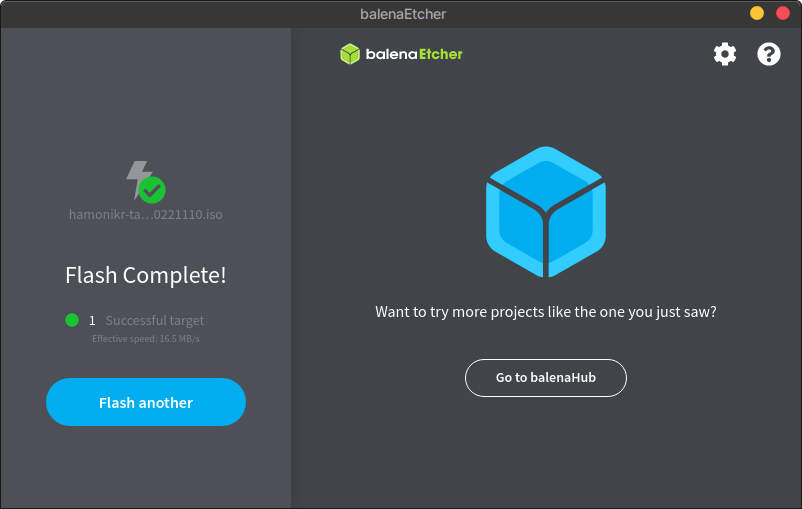 balenaEtcher
balenaEtcher
hamonikr-ta...0221110.iso
Flash Complete!
1 Successful target
Effective speed: 16.5 MB/s
Flash another
Want to try more projects like the one you just saw?
Go to balenaHub